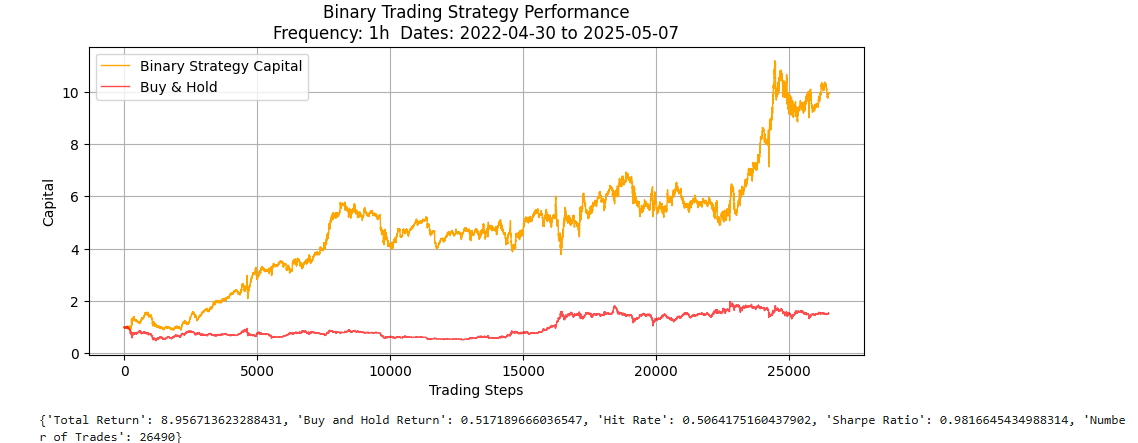 Binary Trading Strategy Performance
Frequency: 1h  Dates: 2022-04-30 to 2025-05-07
Binary Strategy Capital
Buy & Hold
10
8
6
4
2
0
Capital
0 5000 10000 15000 20000 25000
Trading Steps
{'Total Return': 8.956713623288431, 'Buy and Hold Return': 0.517189666036547, 'Hit Rate': 0.5064175160437902, 'Sharpe Ratio': 0.9816645434988314, 'Numbe
r of Trades': 26490}